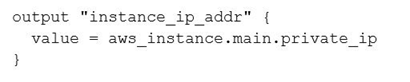 output "instance_ip_addr" {
  value = aws_instance.main.private_ip
}